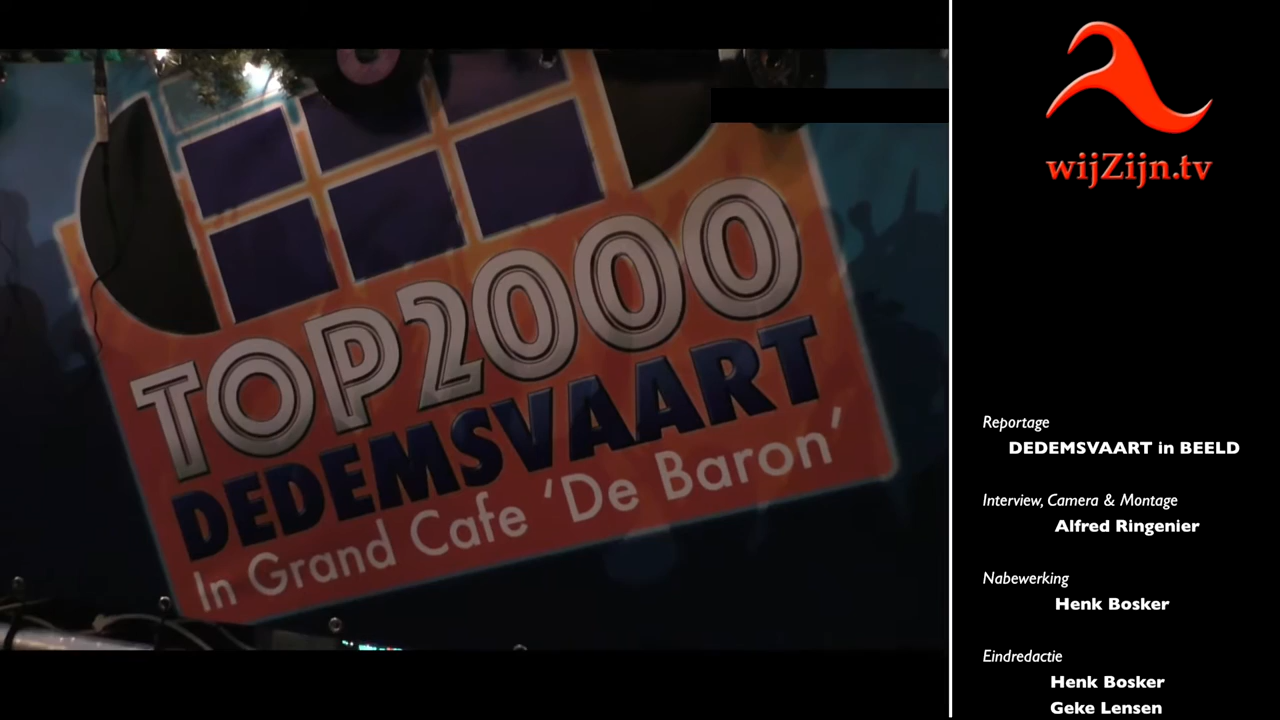 TOP2000
DEDEMSVAART
In Grand Cafe 'De Baron'
wijZijn.tv
Reportage
DEDEMSVAART in BEELD
Interview, Camera & Montage
Alfred Ringenier
Nabewerking
Henk Bosker
Eindredactie
Henk Bosker
Geke Lensen